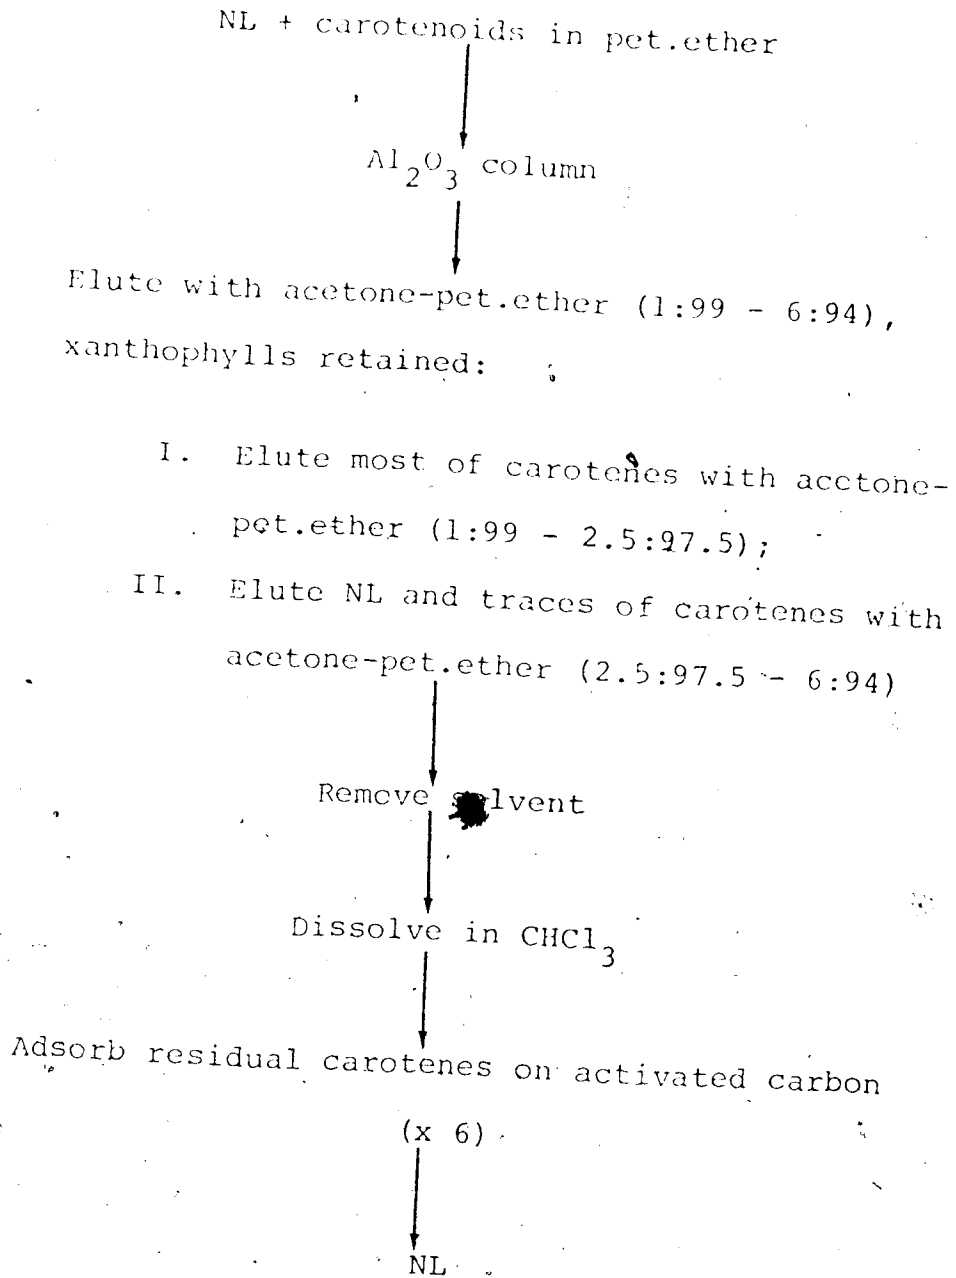 NL + carotenoids in pet.ether
Al2O3 column
Elute with acetone-pet.ether (1:99 - 6:94),
xanthophylls retained:
I. Elute most of carotenes with acetone-
pet.ether (1:99 - 2.5:97.5);
II. Elute NL and traces of carotenes with
acetone-pet.ether (2.5:97.5 - 6:94)
Remove solvent
Dissolve in CHCl3
Adsorb residual carotenes on activated carbon
(x 6)
NL